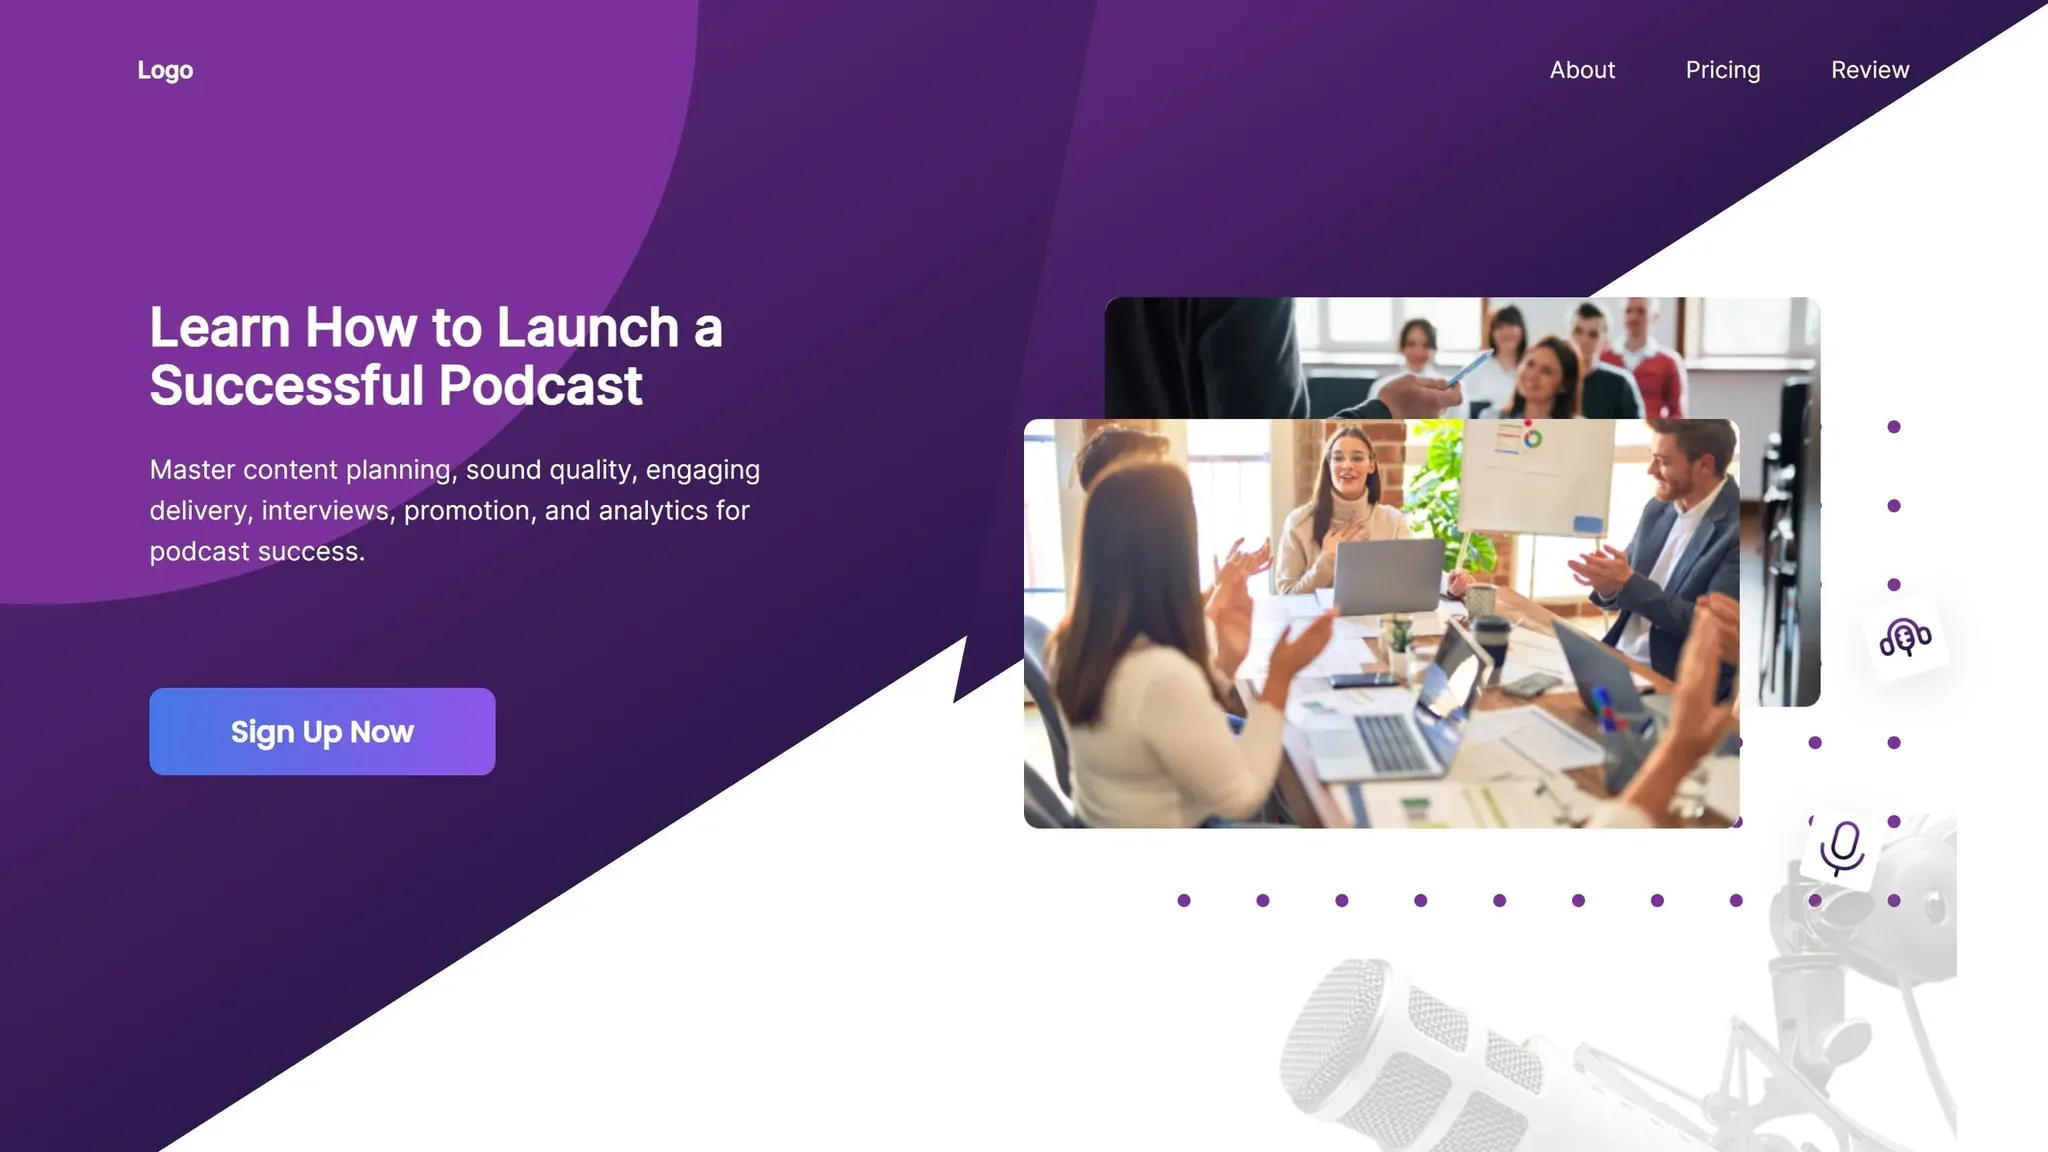 Logo
About
Pricing
Review
Learn How to Launch a
Successful Podcast
Master content planning, sound quality, engaging
delivery, interviews, promotion, and analytics for
podcast success.
Sign Up Now